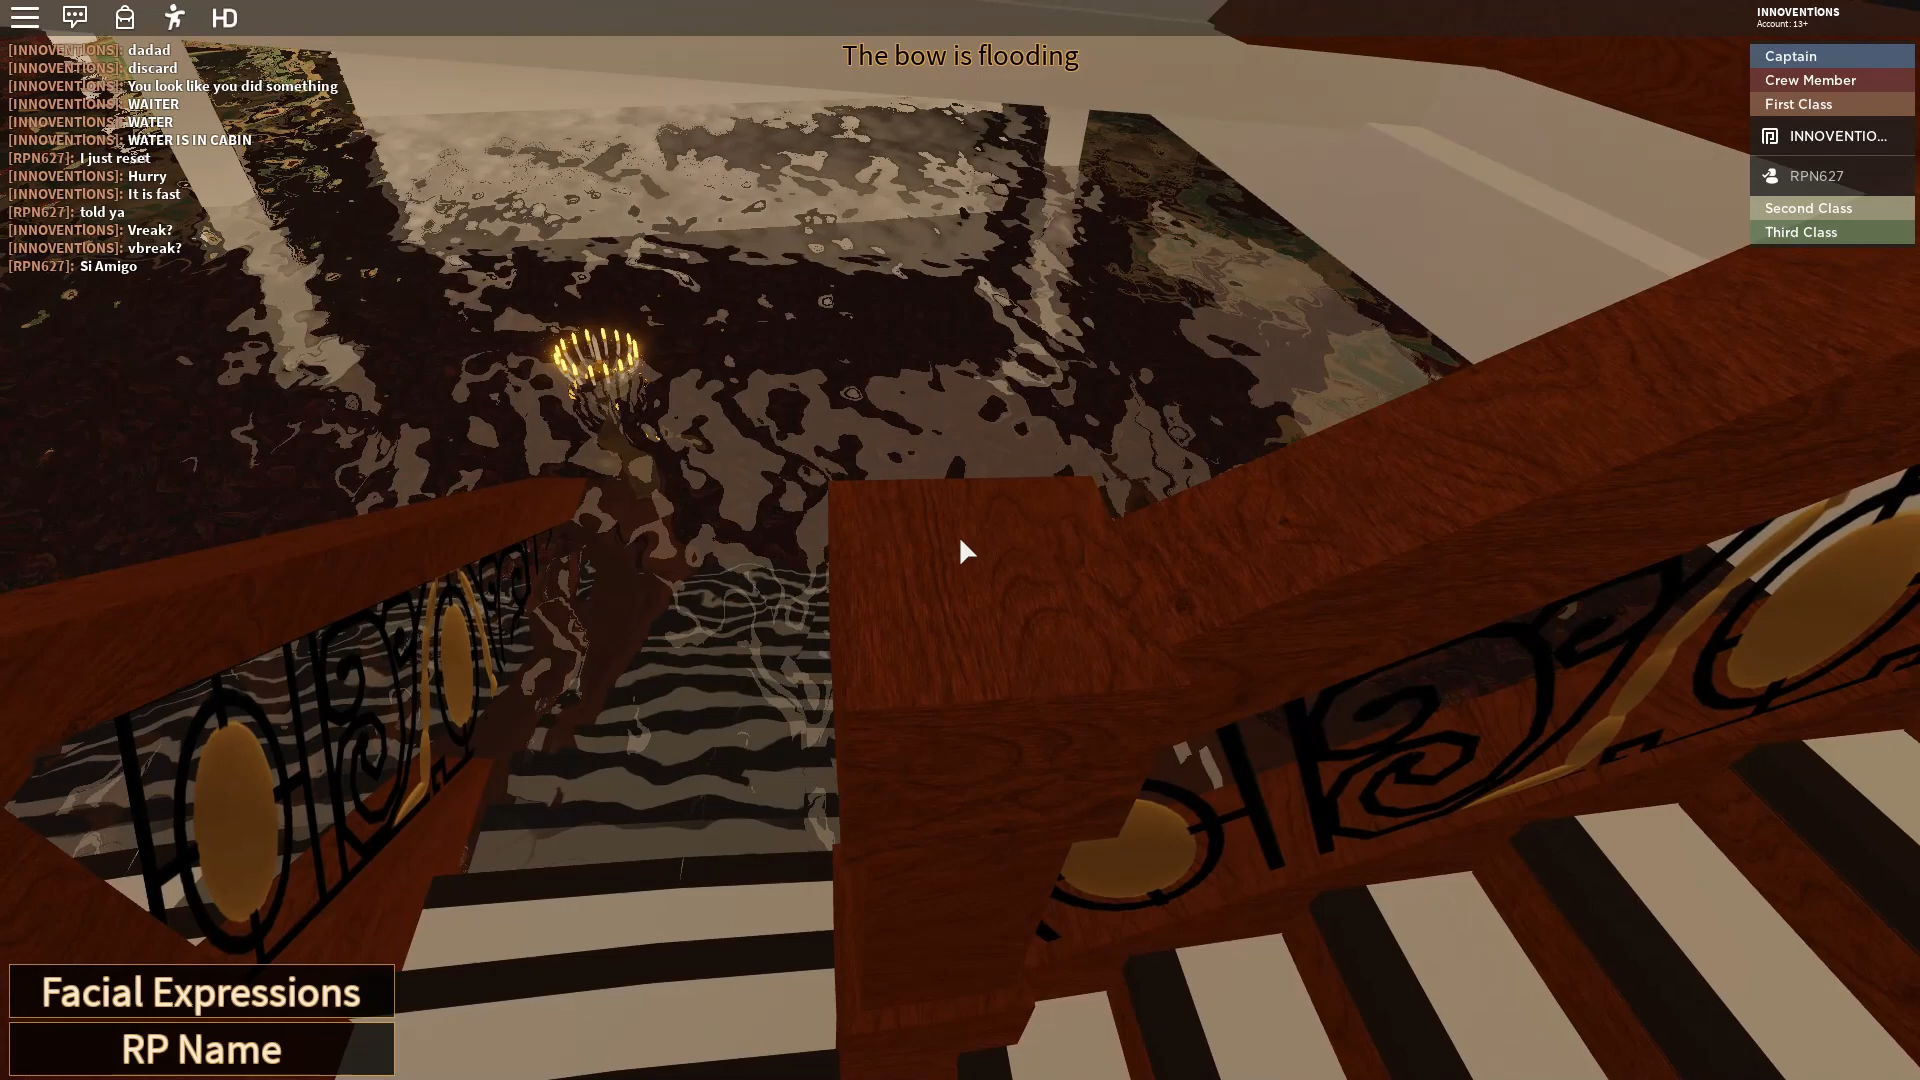 HD
INNOVENTIONS
Account: 13+
The bow is flooding
[INNOVENTIONS]: dadad
[INNOVENTIONS]: discard
[INNOVENTIONS]: You look like you did something
[INNOVENTIONS]: WAITER
[INNOVENTIONS]: WATER
[INNOVENTIONS]: WATER IS IN CABIN
[RPN627]: I just reset
[INNOVENTIONS]: Hurry
[INNOVENTIONS]: It is fast
[RPN627]: told ya
[INNOVENTIONS]: Vreak?
[INNOVENTIONS]: vbreak?
[RPN627]: Si Amigo
Captain
Crew Member
First Class
INNOVENTIO...
RPN627
Second Class
Third Class
Facial Expressions
RP Name